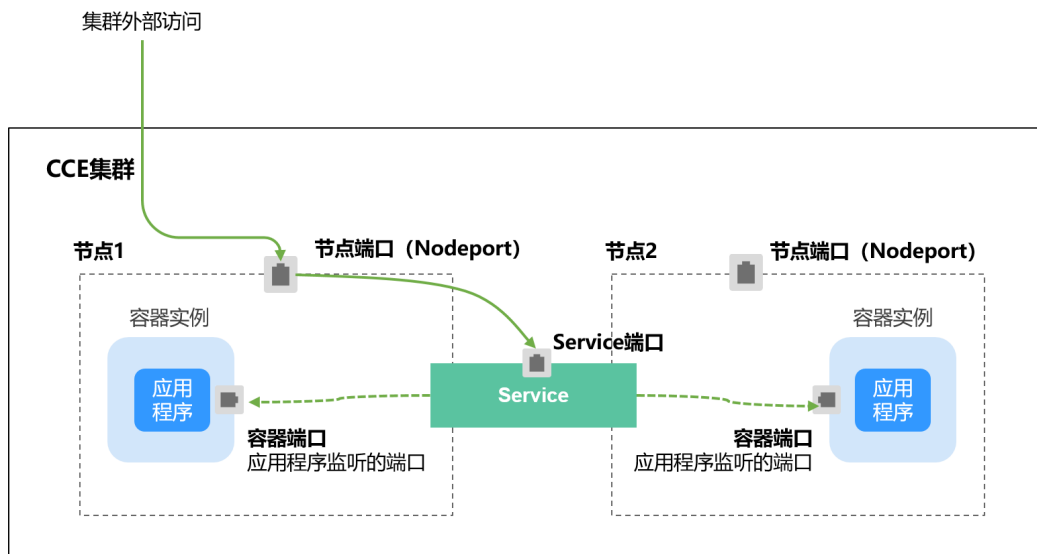 集群外部访问
CCE集群
节点1
节点端口（Nodeport）
节点2
节点端口（Nodeport）
容器实例
容器实例
Service端口
应用
程序
Service
应用
程序
容器端口
应用程序监听的端口
容器端口
应用程序监听的端口